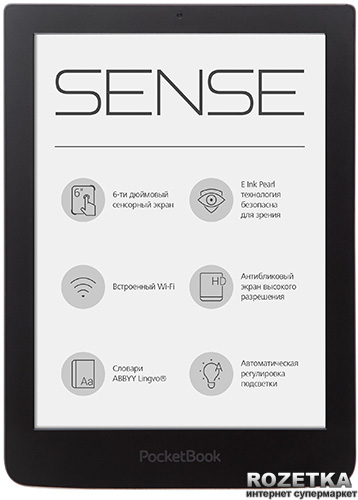 SENSE
6"
6-ти дюймовый
сенсорный экран
E Ink Pearl
технология
безопасна
для зрения
Встроенный Wi-Fi
HD
Антибликовый
экран высокого
разрешения
Aa
Словари
ABBYY Lingvo®
A
Автоматическая
регулировка
подсветки
PocketBook
ROZETKA
интернет супермаркет